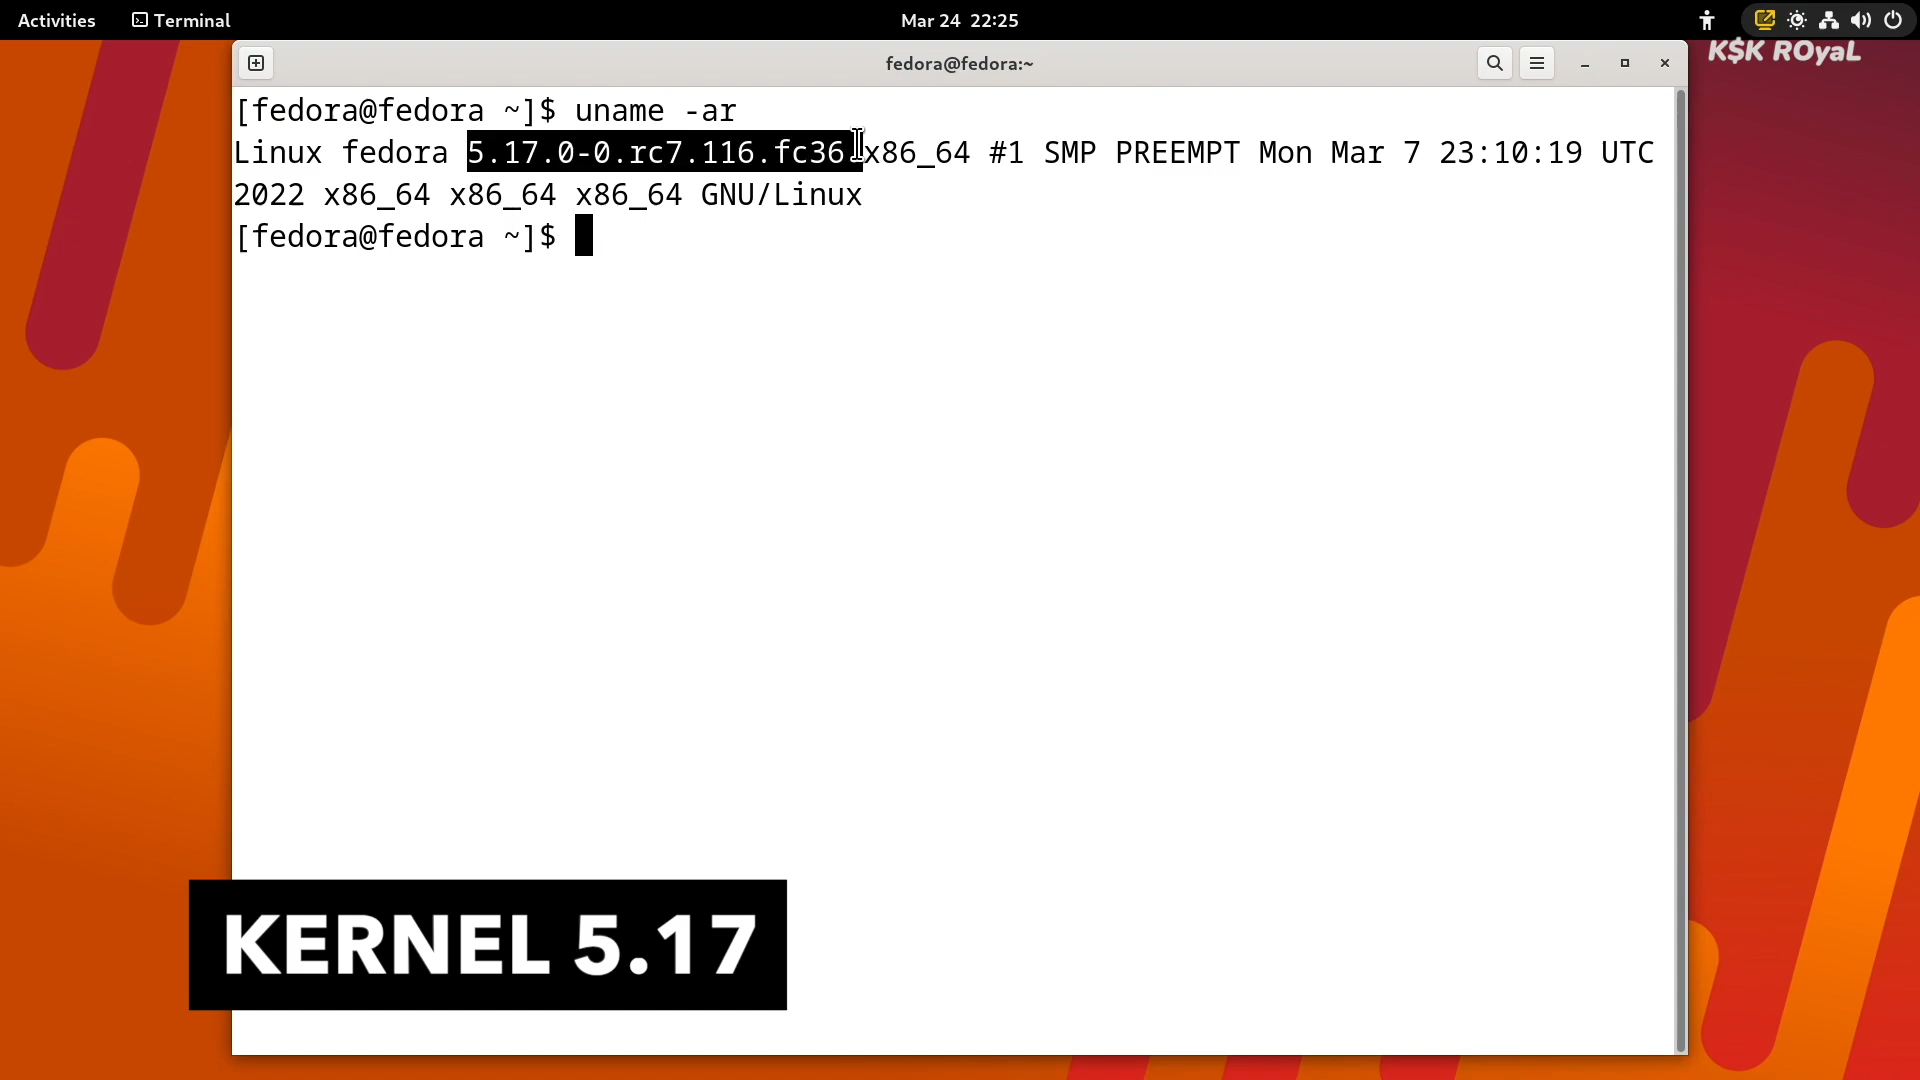 Activities Terminal Mar 24 22:25
K$K ROyaL
fedora@fedora:~
[fedora@fedora ~]$ uname -ar
Linux fedora 5.17.0-0.rc7.116.fc36.x86_64 #1 SMP PREEMPT Mon Mar 7 23:10:19 UTC
2022 x86_64 x86_64 x86_64 GNU/Linux
[fedora@fedora ~]$
KERNEL 5.17